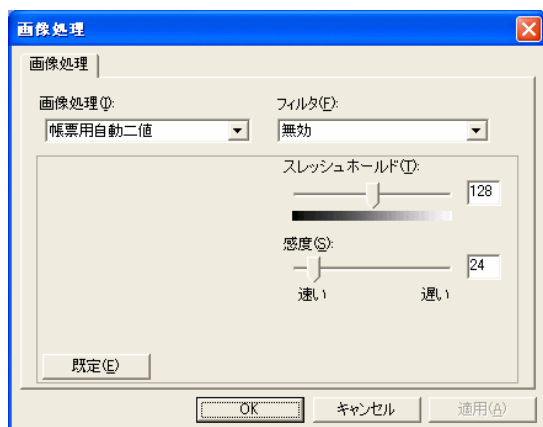 画像処理
画像処理
画像処理(I): フィルタ(F):
帳票用自動二値 無効
スレッシュホールド(T):
128
感度(S):
24
速い 遅い
既定(E)
OK キャンセル 適用(A)